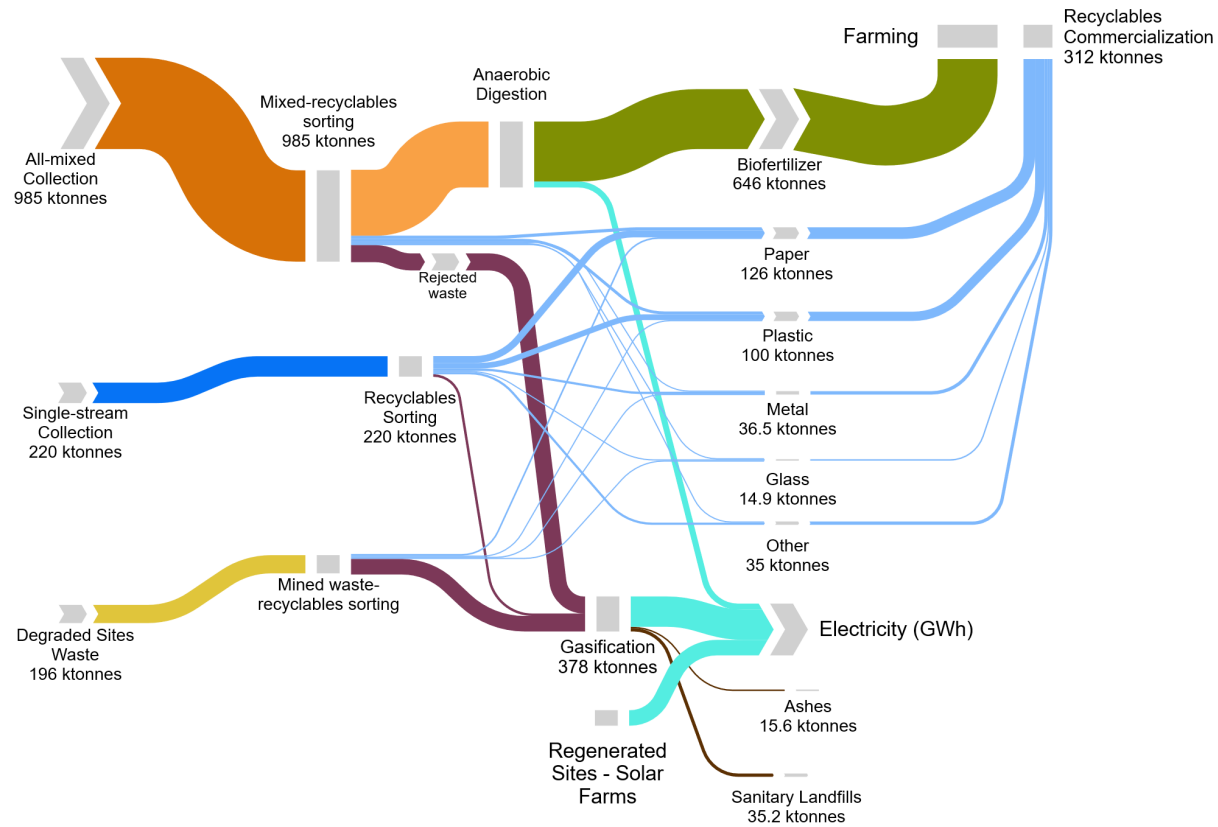 Farming
Recyclables
Commercialization
312 ktonnes
Anaerobic
Digestion
Mixed-recyclables
sorting
985 ktonnes
All-mixed
Collection
985 ktonnes
Biofertilizer
646 ktonnes
Paper
126 ktonnes
Rejected
waste
Plastic
100 ktonnes
Recyclables
Sorting
220 ktonnes
Single-stream
Collection
220 ktonnes
Metal
36.5 ktonnes
Glass
14.9 ktonnes
Other
35 ktonnes
Mined waste-
recyclables sorting
Degraded Sites
Waste
196 ktonnes
Gasification
378 ktonnes
Electricity (GWh)
Ashes
15.6 ktonnes
Regenerated
Sites - Solar
Farms
Sanitary Landfills
35.2 ktonnes